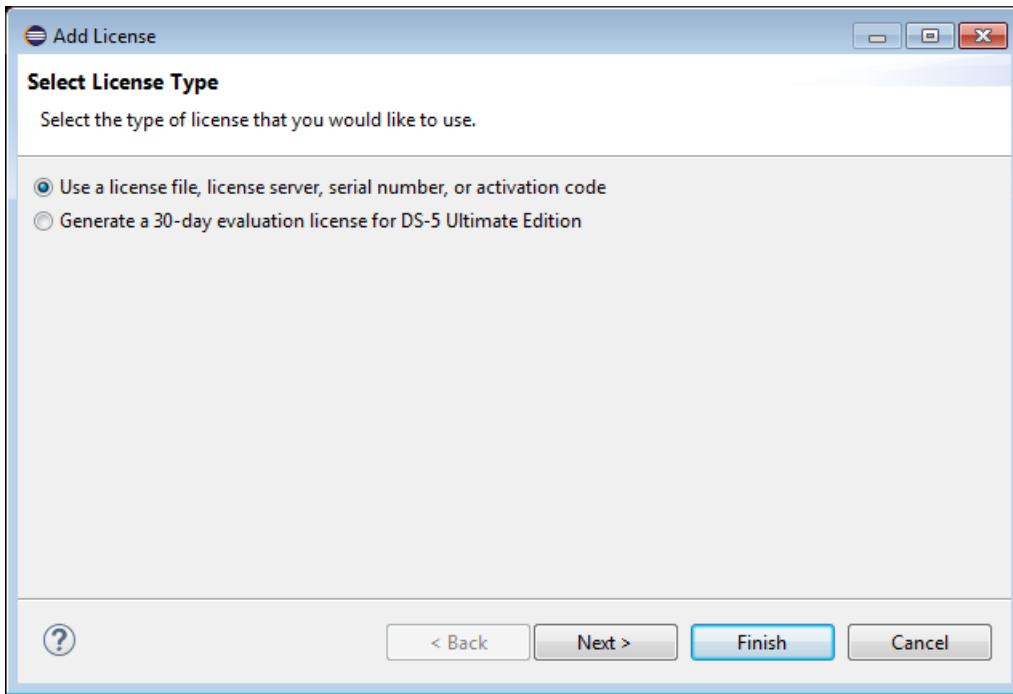 Add License
Select License Type
Select the type of license that you would like to use.
Use a license file, license server, serial number, or activation code
Generate a 30-day evaluation license for DS-5 Ultimate Edition
?
< Back Next > Finish Cancel